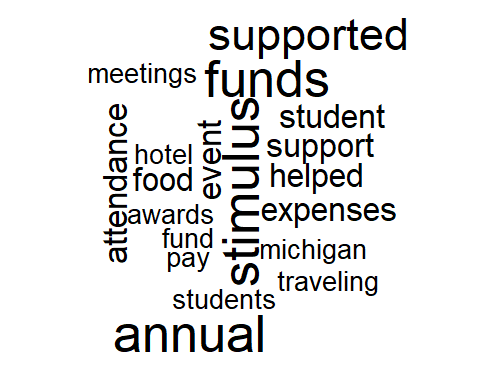 supported
meetings
funds
attendance
event
stimulus
student
hotel
support
food
helped
awards
expenses
fund
michigan
pay
traveling
students
annual